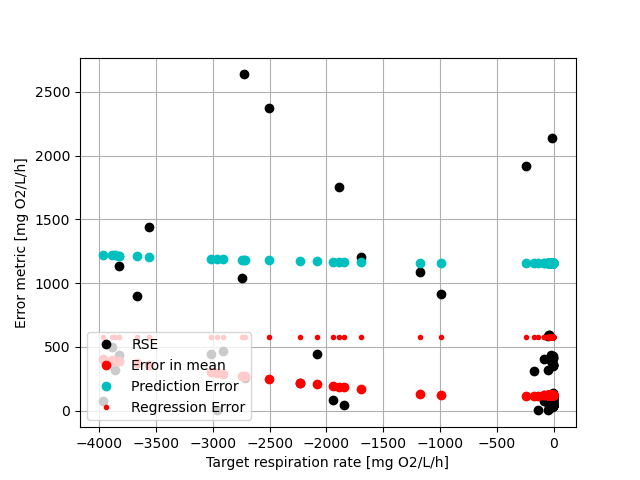 2500
2000
1500
1000
500
0
Error metric [mg O2/L/h]
RSE
Error in mean
Prediction Error
Regression Error
−4000 −3500 −3000 −2500 −2000 −1500 −1000 −500 0
Target respiration rate [mg O2/L/h]